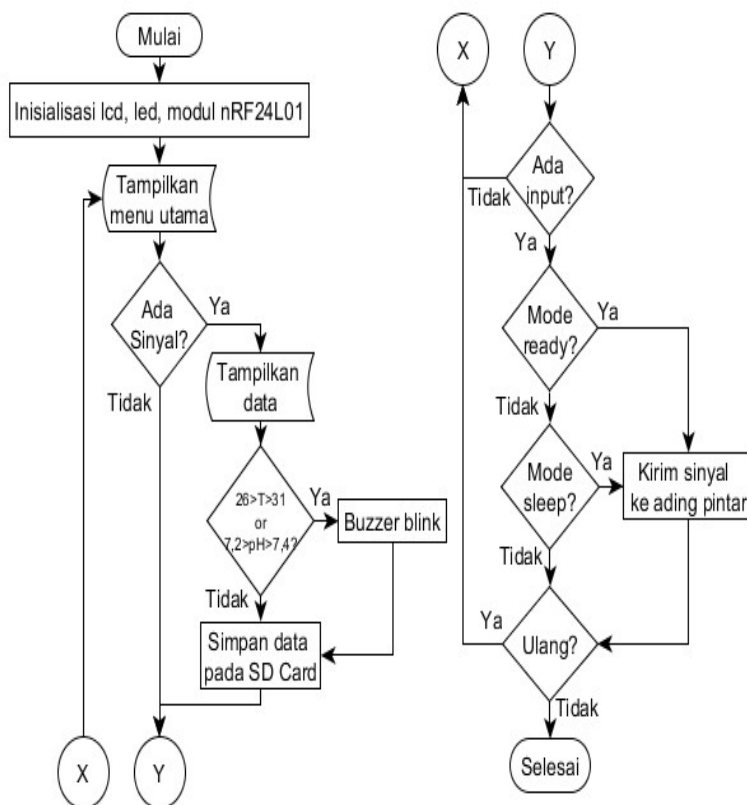 Mulai
Inisialisasi lcd, led, modul nRF24L01
Tampilkan
menu utama
Ada
Sinyal?
Ya
Tidak
Tampilkan
data
26>T>31
or
7,2>pH>7,4?
Ya
Buzzer blink
Tidak
Simpan data
pada SD Card
X
Y
X
Y
Ada
input?
Tidak
Ya
Mode
ready?
Ya
Tidak
Mode
sleep?
Ya
Kirim sinyal
ke ading pintar
Tidak
Ulang?
Ya
Tidak
Selesai